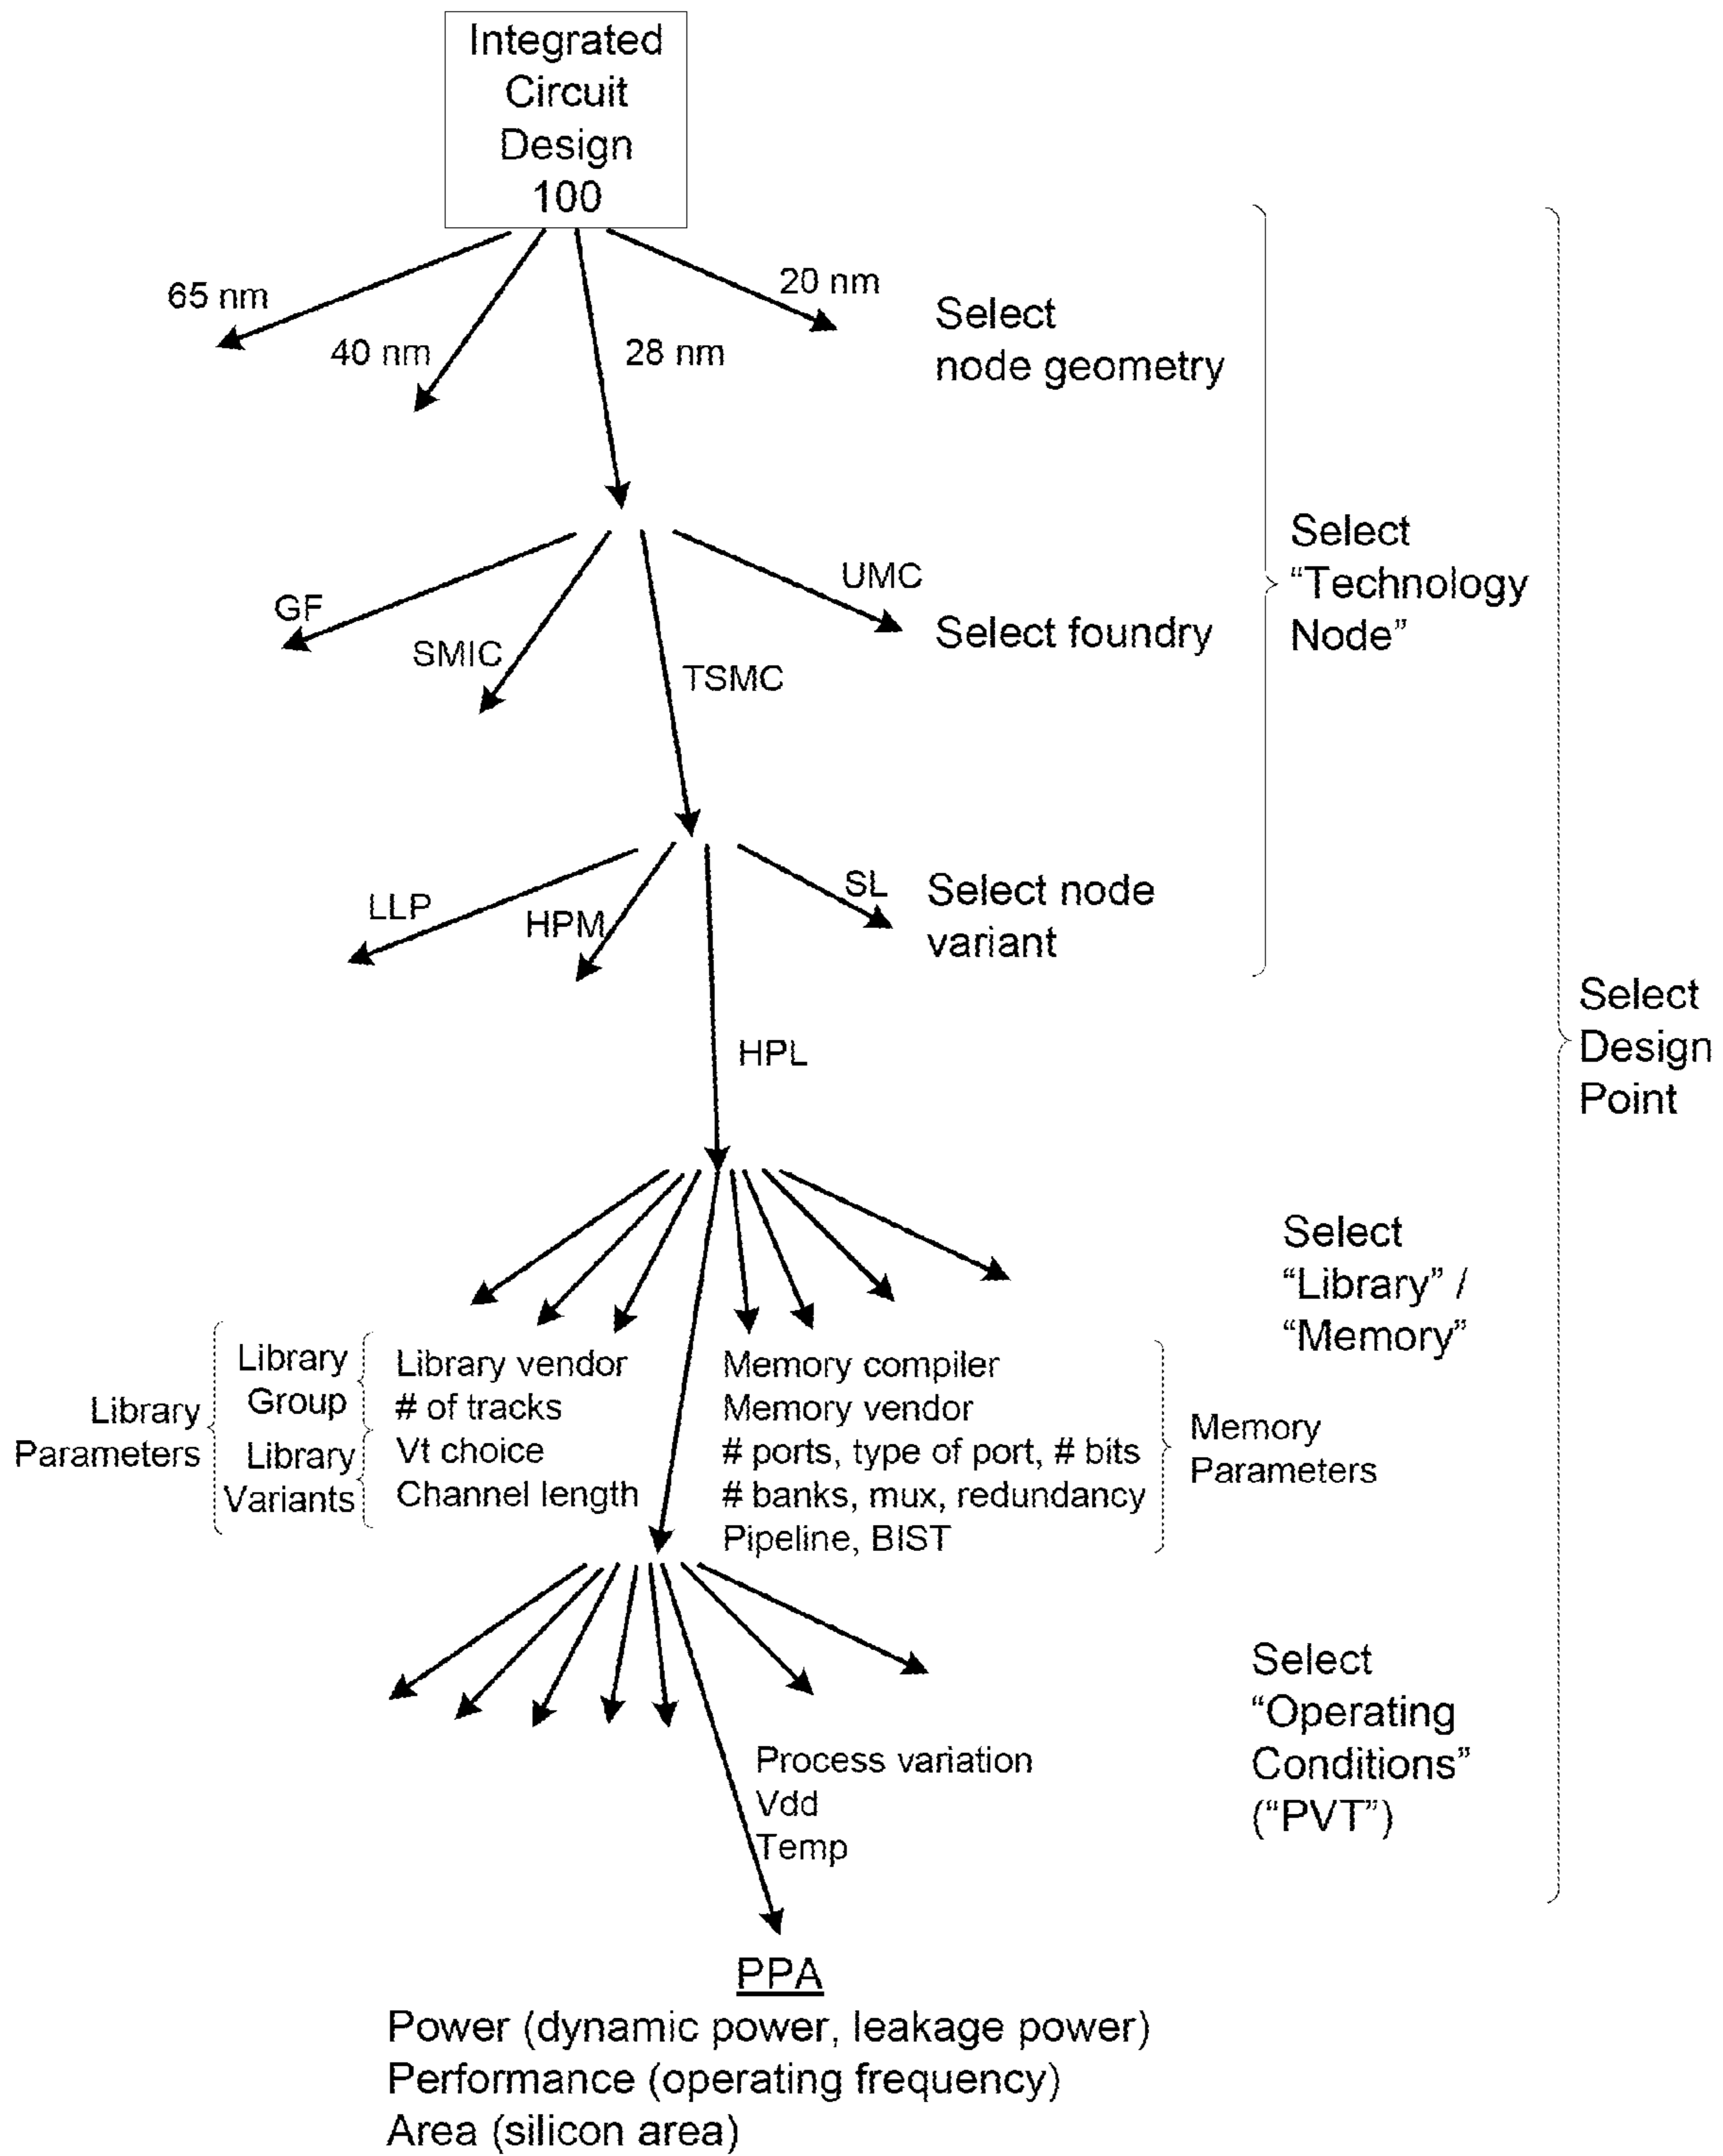 Integrated
Circuit
Design
100
65 nm
40 nm
28 nm
20 nm
Select
node geometry
GF
SMIC
TSMC
UMC
Select foundry
Select
“Technology
Node”
LLP
HPM
SL
Select node
variant
HPL
Select
Design
Point
Select
“Library” /
“Memory”
Library
Parameters
Library
Group
Library
Variants
Library vendor
# of tracks
Vt choice
Channel length
Memory compiler
Memory vendor
# ports, type of port, # bits
# banks, mux, redundancy
Pipeline, BIST
Memory
Parameters
Process variation
Vdd
Temp
Select
“Operating
Conditions”
(“PVT”)
PPA
Power (dynamic power, leakage power)
Performance (operating frequency)
Area (silicon area)